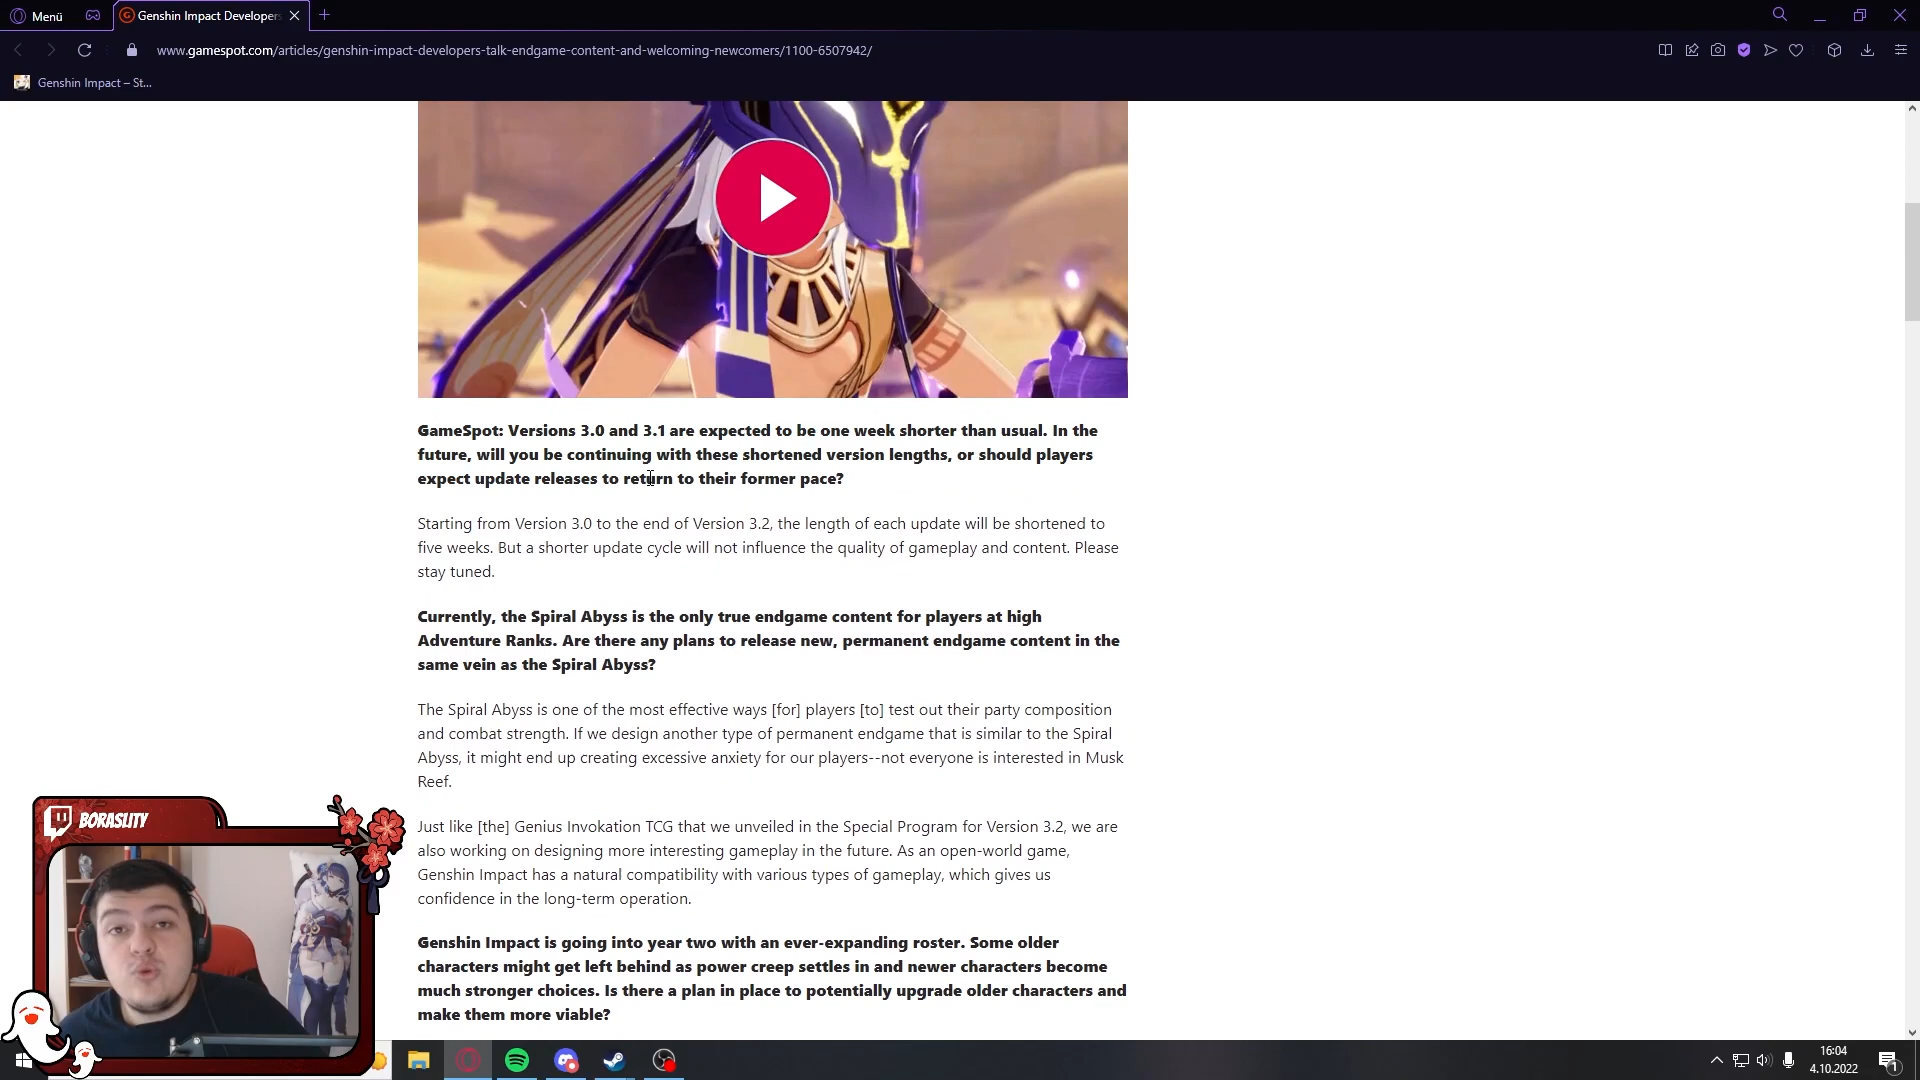 Menü
Genshin Impact Developer
www.gamespot.com/articles/genshin-impact-developers-talk-endgame-content-and-welcoming-newcomers/1100-6507942/
Genshin Impact – St...
GameSpot: Versions 3.0 and 3.1 are expected to be one week shorter than usual. In the
future, will you be continuing with these shortened version lengths, or should players
expect update releases to return to their former pace?
Starting from Version 3.0 to the end of Version 3.2, the length of each update will be shortened to
five weeks. But a shorter update cycle will not influence the quality of gameplay and content. Please
stay tuned.
Currently, the Spiral Abyss is the only true endgame content for players at high
Adventure Ranks. Are there any plans to release new, permanent endgame content in the
same vein as the Spiral Abyss?
The Spiral Abyss is one of the most effective ways [for] players [to] test out their party composition
and combat strength. If we design another type of permanent endgame that is similar to the Spiral
Abyss, it might end up creating excessive anxiety for our players--not everyone is interested in Musk
Reef.
Just like [the] Genius Invokation TCG that we unveiled in the Special Program for Version 3.2, we are
also working on designing more interesting gameplay in the future. As an open-world game,
Genshin Impact has a natural compatibility with various types of gameplay, which gives us
confidence in the long-term operation.
Genshin Impact is going into year two with an ever-expanding roster. Some older
characters might get left behind as power creep settles in and newer characters become
much stronger choices. Is there a plan in place to potentially upgrade older characters and
make them more viable?
BORASLITY
16:04
4.10.2022
1